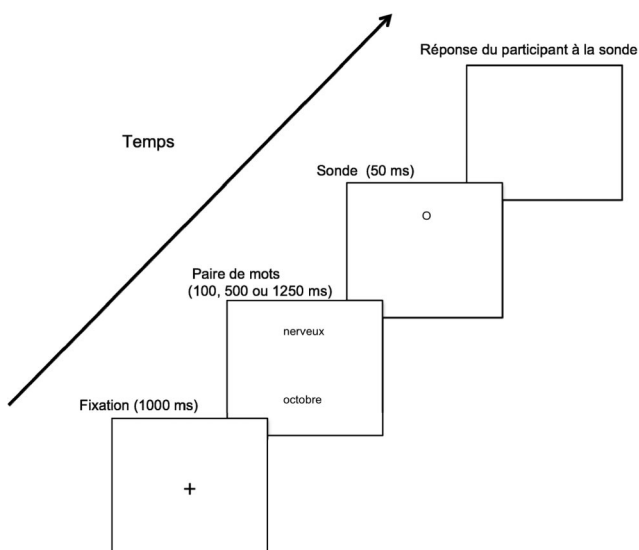 Réponse du participant à la sonde
Temps
Sonde (50 ms)
O
Paire de mots
(100, 500 ou 1250 ms)
nerveux
octobre
Fixation (1000 ms)
+